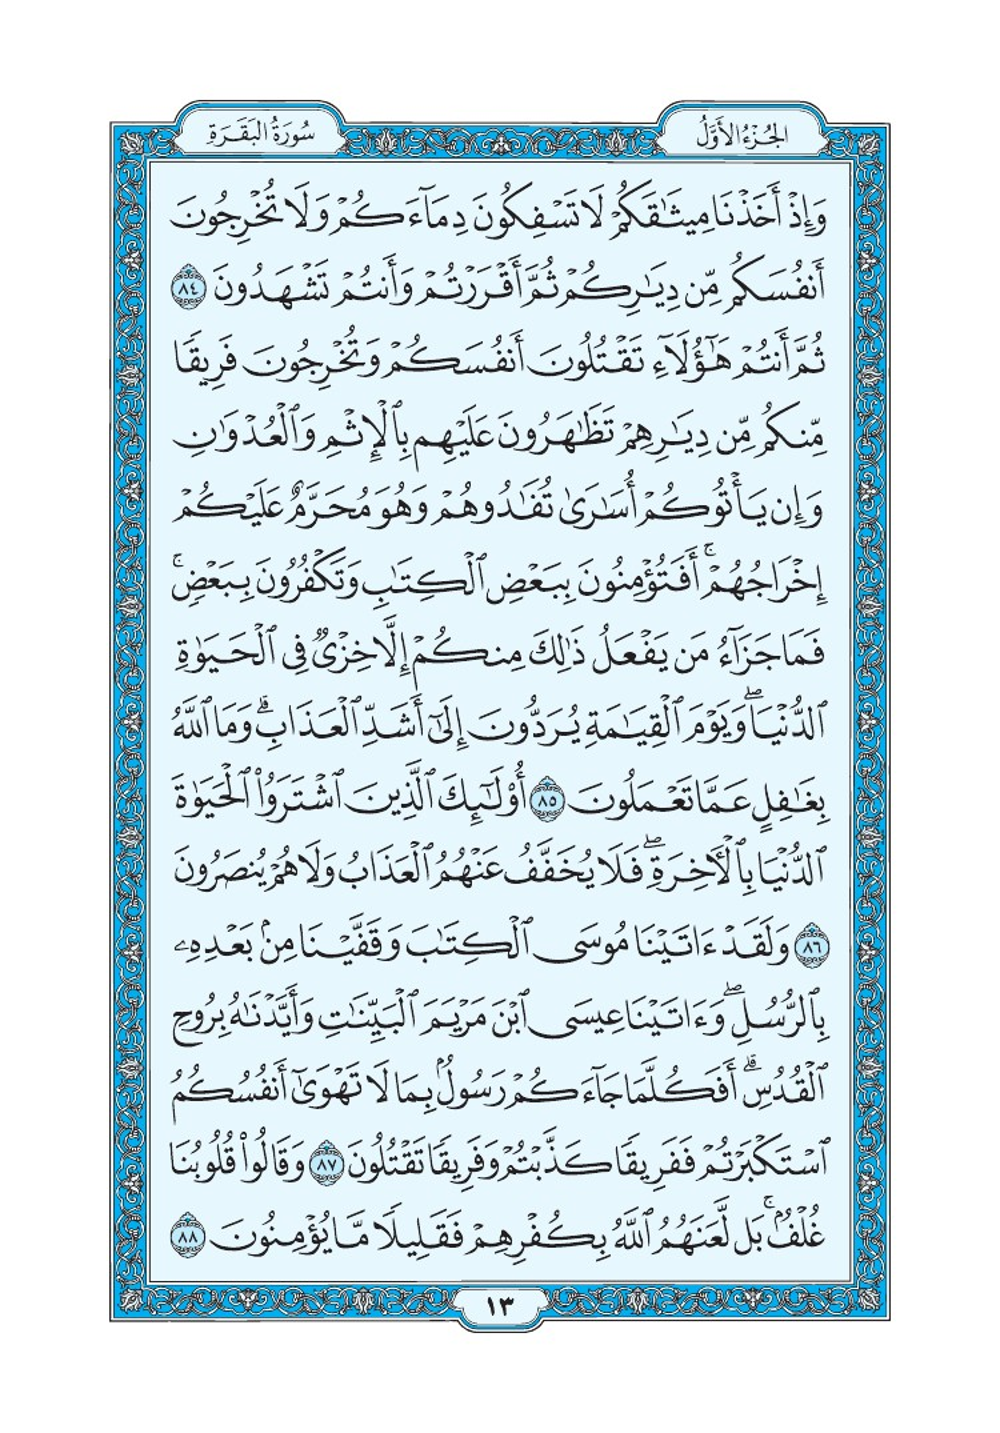 الجُزْءُ الأَوَّلُ
سُورَةُ البَقَرَةِ
وَإِذْ أَخَذْنَا مِيثَٰقَكُمْ لَا تَسْفِكُونَ دِمَآءَكُمْ وَلَا تُخْرِجُونَ
أَنفُسَكُم مِّن دِيَٰرِكُمْ ثُمَّ أَقْرَرْتُمْ وَأَنتُمْ تَشْهَدُونَ ٨٤
ثُمَّ أَنتُمْ هَٰٓؤُلَآءِ تَقْتُلُونَ أَنفُسَكُمْ وَتُخْرِجُونَ فَرِيقًا
مِّنكُم مِّن دِيَٰرِهِمْ تَظَٰهَرُونَ عَلَيْهِم بِٱلْإِثْمِ وَٱلْعُدْوَٰنِ
وَإِن يَأْتُوكُمْ أُسَٰرَىٰ تُفَٰدُوهُمْ وَهُوَ مُحَرَّمٌ عَلَيْكُمْ
إِخْرَاجُهُمْۚ أَفَتُؤْمِنُونَ بِبَعْضِ ٱلْكِتَٰبِ وَتَكْفُرُونَ بِبَعْضٍۚ
فَمَا جَزَآءُ مَن يَفْعَلُ ذَٰلِكَ مِنكُمْ إِلَّا خِزْىٌ فِى ٱلْحَيَوٰةِ
ٱلدُّنْيَاۖ وَيَوْمَ ٱلْقِيَٰمَةِ يُرَدُّونَ إِلَىٰٓ أَشَدِّ ٱلْعَذَابِۗ وَمَا ٱللَّهُ
بِغَٰفِلٍ عَمَّا تَعْمَلُونَ ٨٥ أُو۟لَٰٓئِكَ ٱلَّذِينَ ٱشْتَرَوُا۟ ٱلْحَيَوٰةَ
ٱلدُّنْيَا بِٱلْأَخِرَةِۖ فَلَا يُخَفَّفُ عَنْهُمُ ٱلْعَذَابُ وَلَا هُمْ يُنصَرُونَ
٨٦ وَلَقَدْ ءَاتَيْنَا مُوسَى ٱلْكِتَٰبَ وَقَفَّيْنَا مِنۢ بَعْدِهِۦ
بِٱلرُّسُلِۖ وَءَاتَيْنَا عِيسَى ٱبْنَ مَرْيَمَ ٱلْبَيِّنَٰتِ وَأَيَّدْنَٰهُ بِرُوحِ
ٱلْقُدُسِۗ أَفَكُلَّمَا جَآءَكُمْ رَسُولٌۢ بِمَا لَا تَهْوَىٰٓ أَنفُسُكُمُ
ٱسْتَكْبَرْتُمْ فَفَرِيقًا كَذَّبْتُمْ وَفَرِيقًا تَقْتُلُونَ ٨٧ وَقَالُوا۟ قُلُوبُنَا
غُلْفٌۢۚ بَل لَّعَنَهُمُ ٱللَّهُ بِكُفْرِهِمْ فَقَلِيلًا مَّا يُؤْمِنُونَ ٨٨
١٣